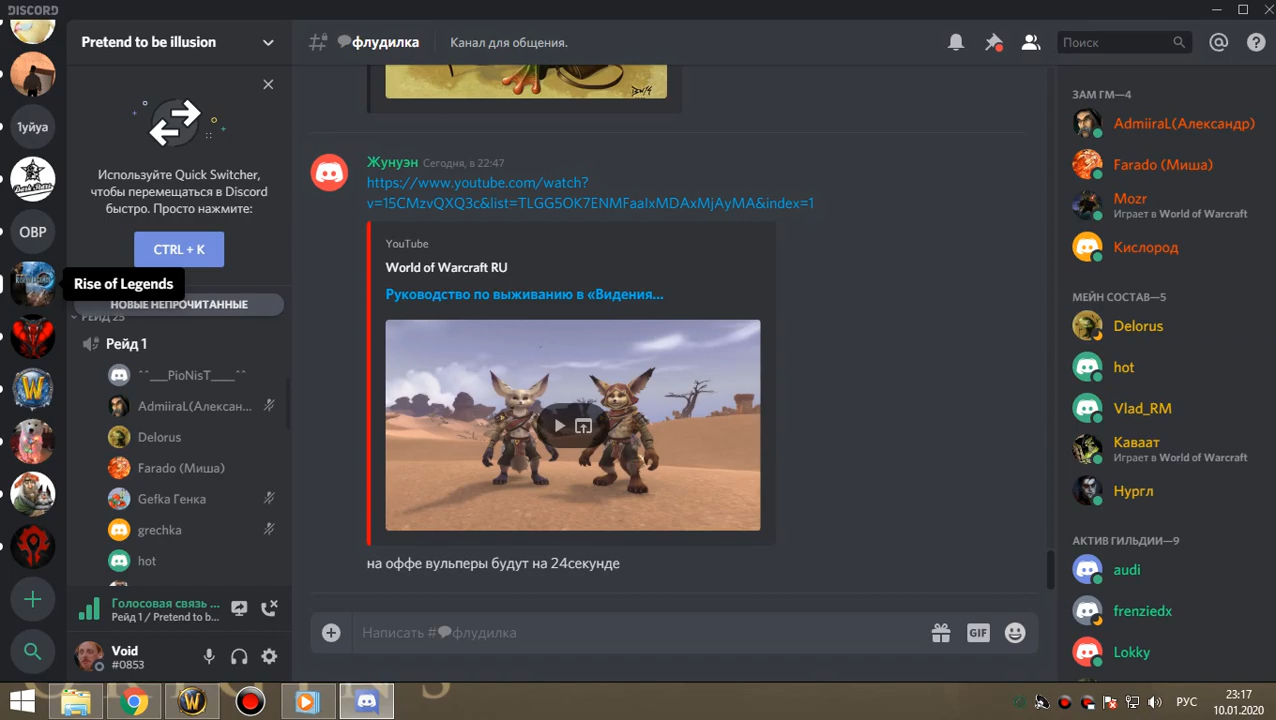 DISCORD
1уйуа
ОВР
Pretend to be illusion
Используйте Quick Switcher,
чтобы перемещаться в Discord
быстро. Просто нажмите:
CTRL + K
Rise of Legends
НОВЫЕ НЕПРОЧИТАННЫЕ
РЕЙД 25
Рейд 1
^^___PioNisT____^^
AdmiiraL(Алексан...
Delorus
Farado (Миша)
Gefka Генка
grechka
hot
Голосовая связь ...
Рейд 1 / Pretend to b...
Void
#0853
флудилка
Канал для общения.
Поиск
Жунуэн Сегодня, в 22:47
https://www.youtube.com/watch?
v=15CMzvQXQ3c&list=TLGG5OK7ENMFaaIxMDAxMjAyMA&index=1
YouTube
World of Warcraft RU
Руководство по выживанию в «Видения...
на оффе вульперы будут на 24секунде
Написать #флудилка
GIF
ЗАМ ГМ—4
AdmiiraL(Александр)
Farado (Миша)
Mozr
Играет в World of Warcraft
Кислород
МЕЙН СОСТАВ—5
Delorus
hot
Vlad_RM
Каваат
Играет в World of Warcraft
Нургл
АКТИВ ГИЛЬДИИ—9
audi
frenziedx
Lokky
РУС
23:17
10.01.2020